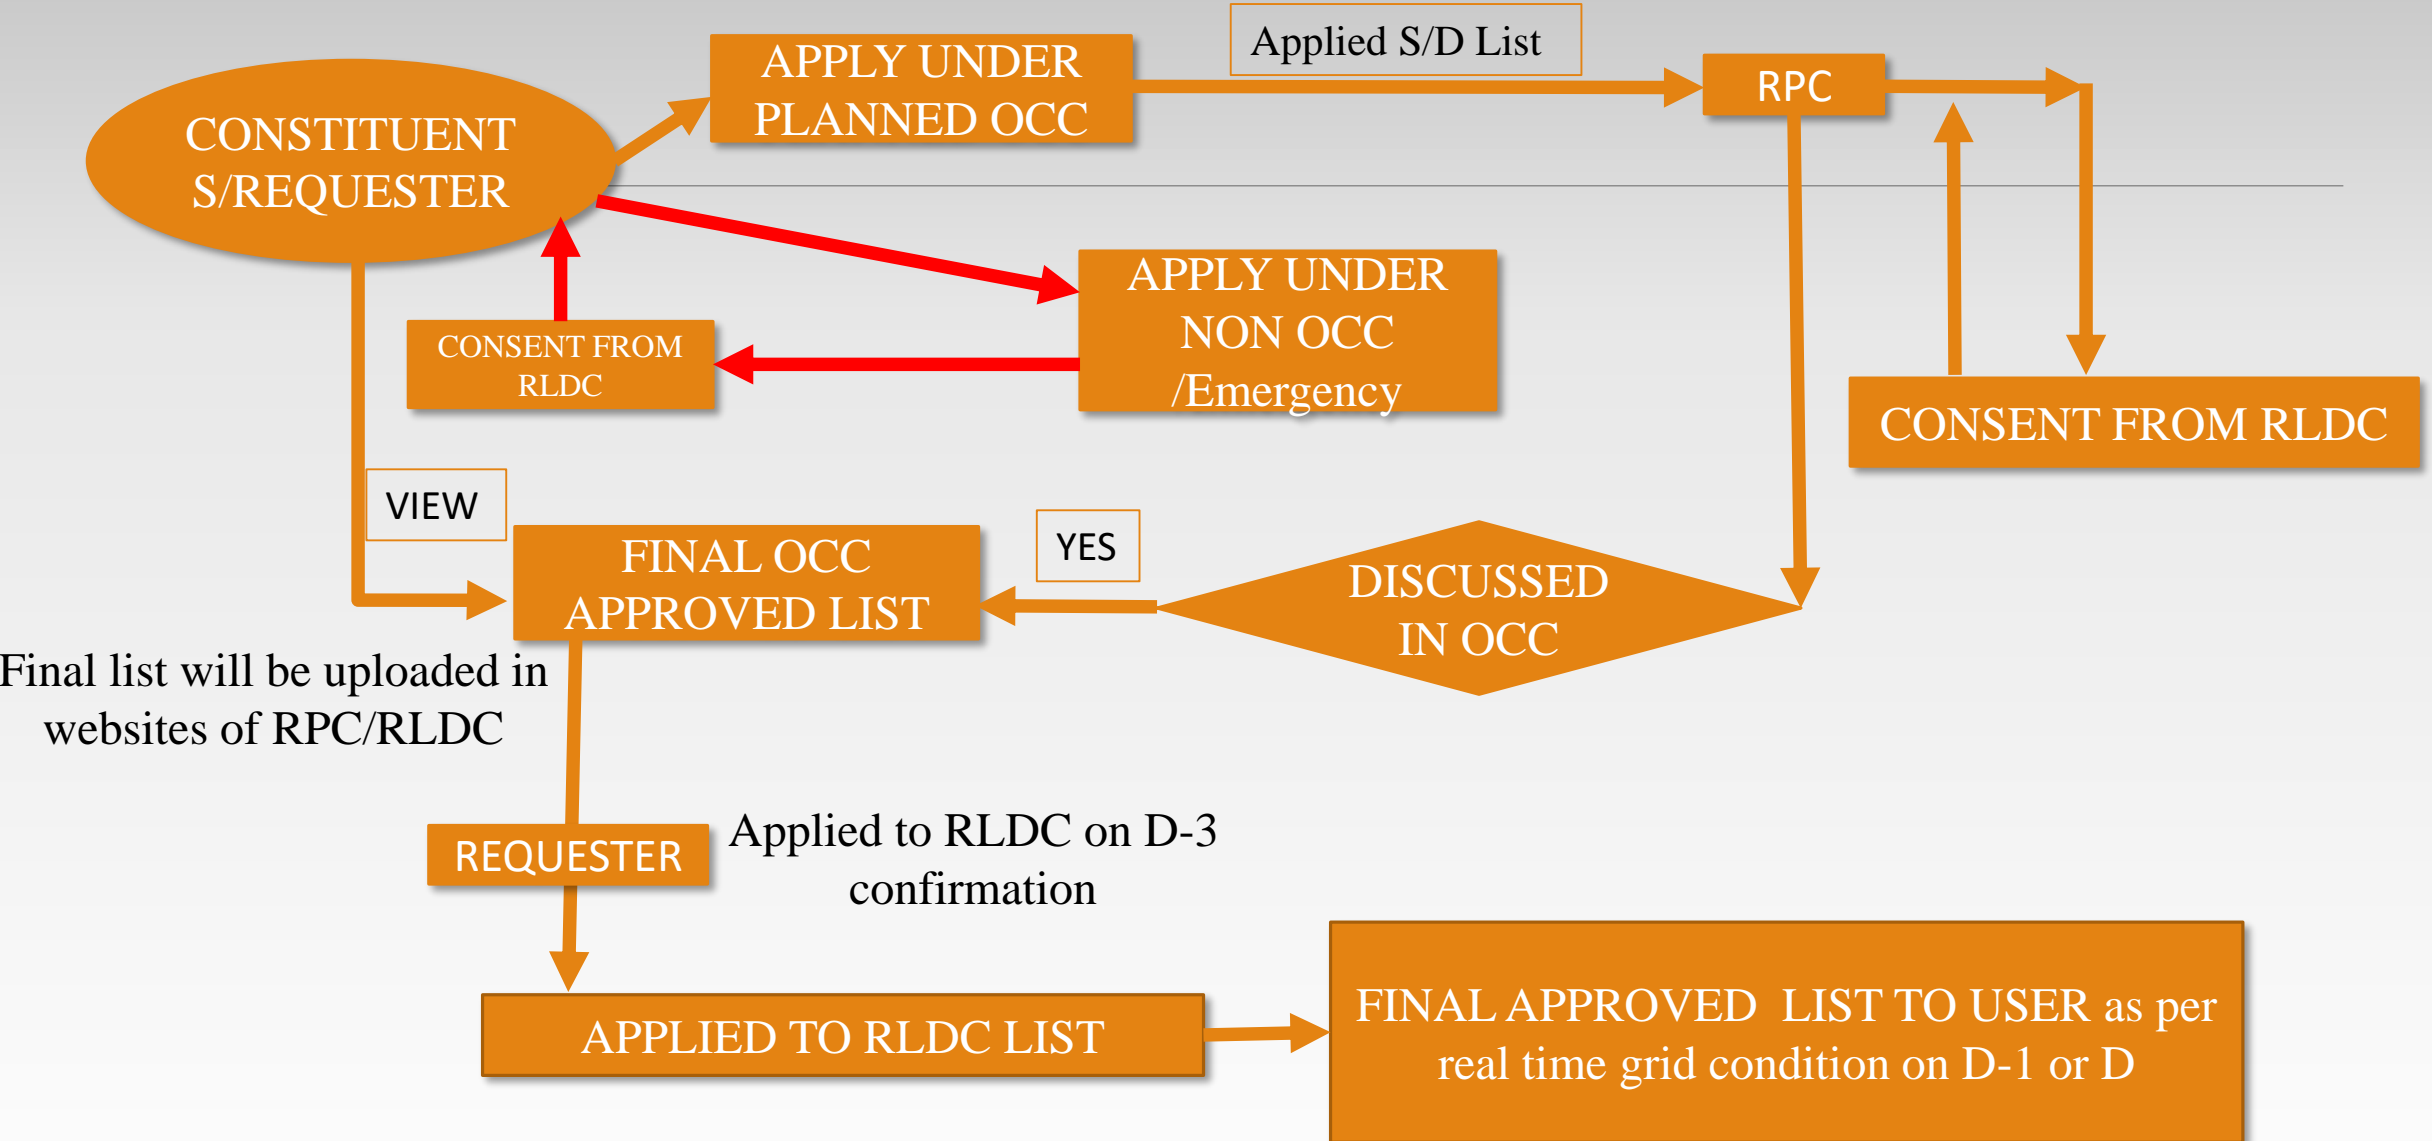 Applied S/D List
APPLY UNDER
PLANNED OCC
RPC
CONSTITUENT
S/REQUESTER
APPLY UNDER
NON OCC
/Emergency
CONSENT FROM
RLDC
CONSENT FROM RLDC
VIEW
YES
FINAL OCC
APPROVED LIST
DISCUSSED
IN OCC
Final list will be uploaded in
websites of RPC/RLDC
REQUESTER
Applied to RLDC on D-3
confirmation
APPLIED TO RLDC LIST
FINAL APPROVED LIST TO USER as per
real time grid condition on D-1 or D